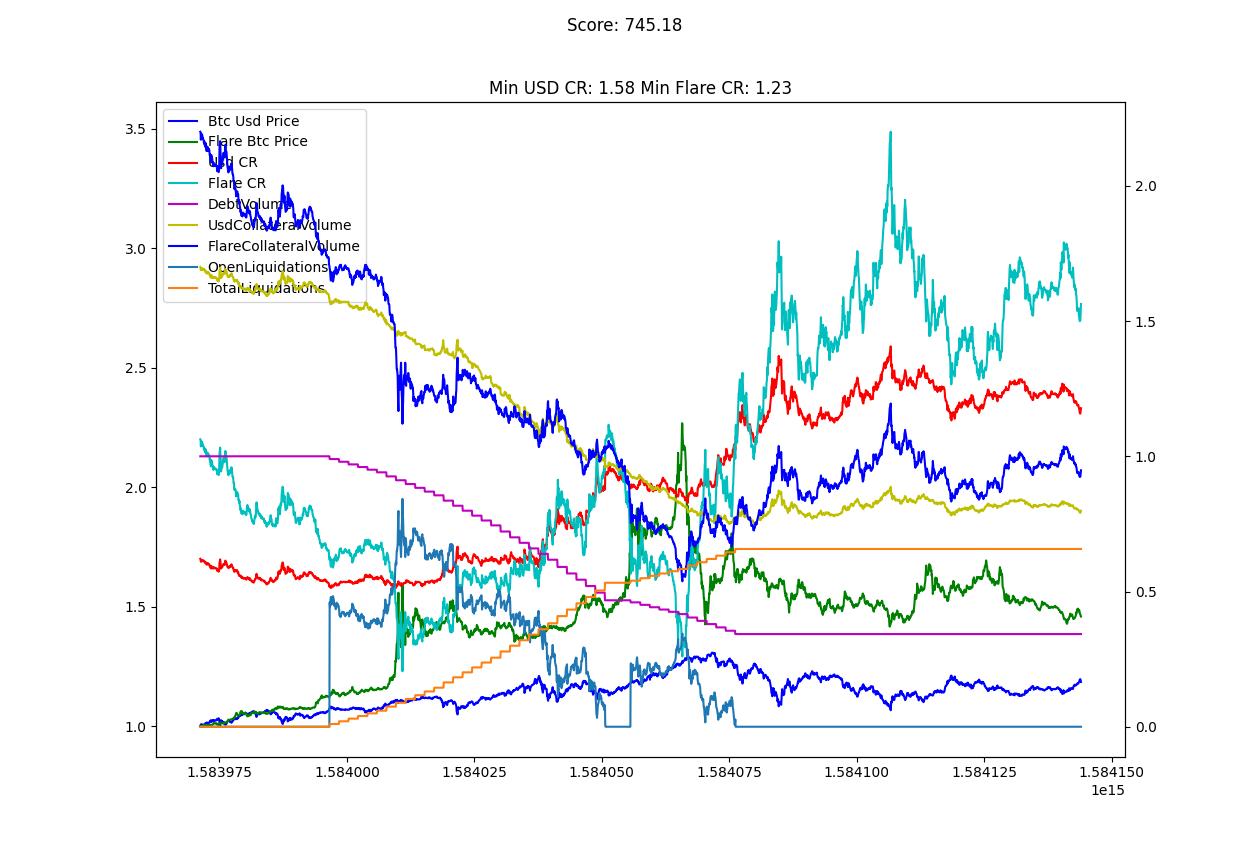 Score: 745.18
Min USD CR: 1.58 Min Flare CR: 1.23
Btc Usd Price
Flare Btc Price
Usd CR
Flare CR
DebtVolume
UsdCollateralVolume
FlareCollateralVolume
OpenLiquidations
TotalLiquidations
3.5
3.0
2.5
2.0
1.5
1.0
2.0
1.5
1.0
0.5
0.0
1.583975
1.584000
1.584025
1.584050
1.584075
1.584100
1.584125
1.584150
1e15